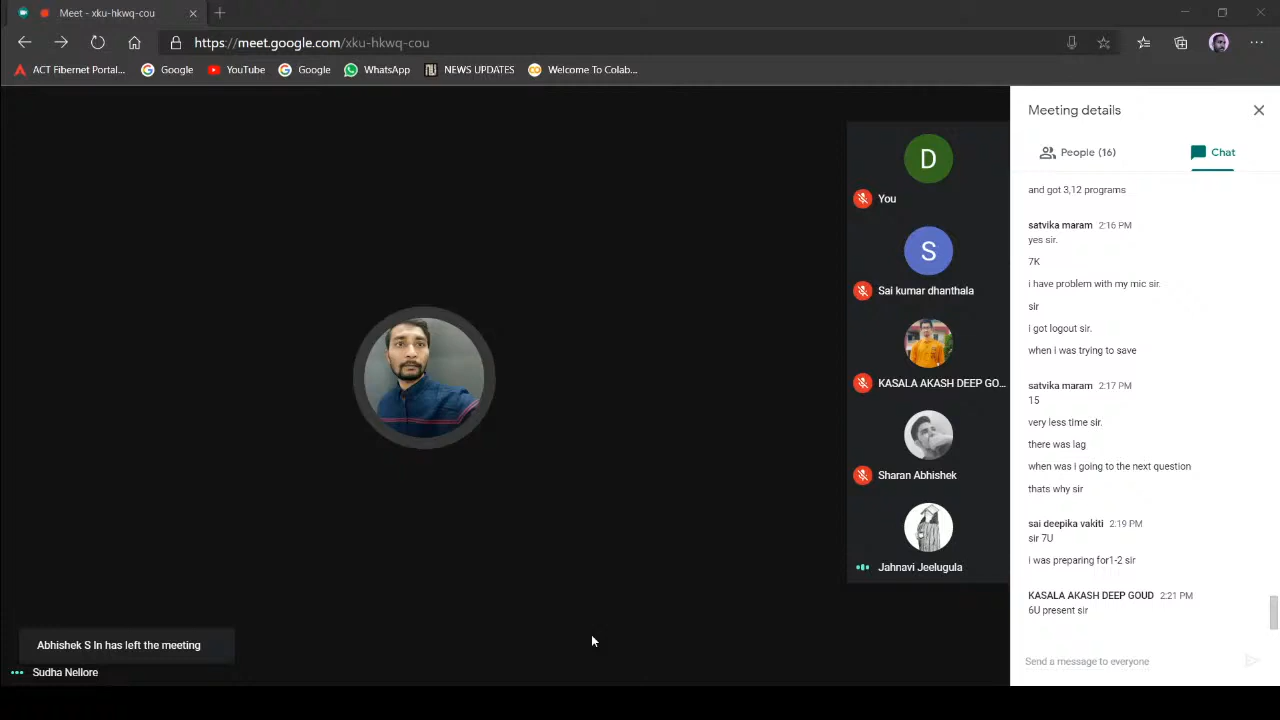 Meet - xku-hkwq-cou
https://meet.google.com/xku-hkwq-cou
ACT Fibernet Portal... Google YouTube Google WhatsApp NEWS UPDATES Welcome To Colab...
Meeting details
People (16) Chat
and got 3,12 programs
satvika maram 2:16 PM
yes sir.
7K
i have problem with my mic sir.
sir
i got logout sir.
when i was trying to save
satvika maram 2:17 PM
15
very less time sir.
there was lag
when was i going to the next question
thats why sir
sai deepika vakiti 2:19 PM
sir 7U
i was preparing for1-2 sir
KASALA AKASH DEEP GOUD 2:21 PM
6U present sir
Send a message to everyone
D
You
S
Sai kumar dhanthala
KASALA AKASH DEEP GO...
Sharan Abhishek
Jahnavi Jeelugula
Abhishek S In has left the meeting
Sudha Nellore